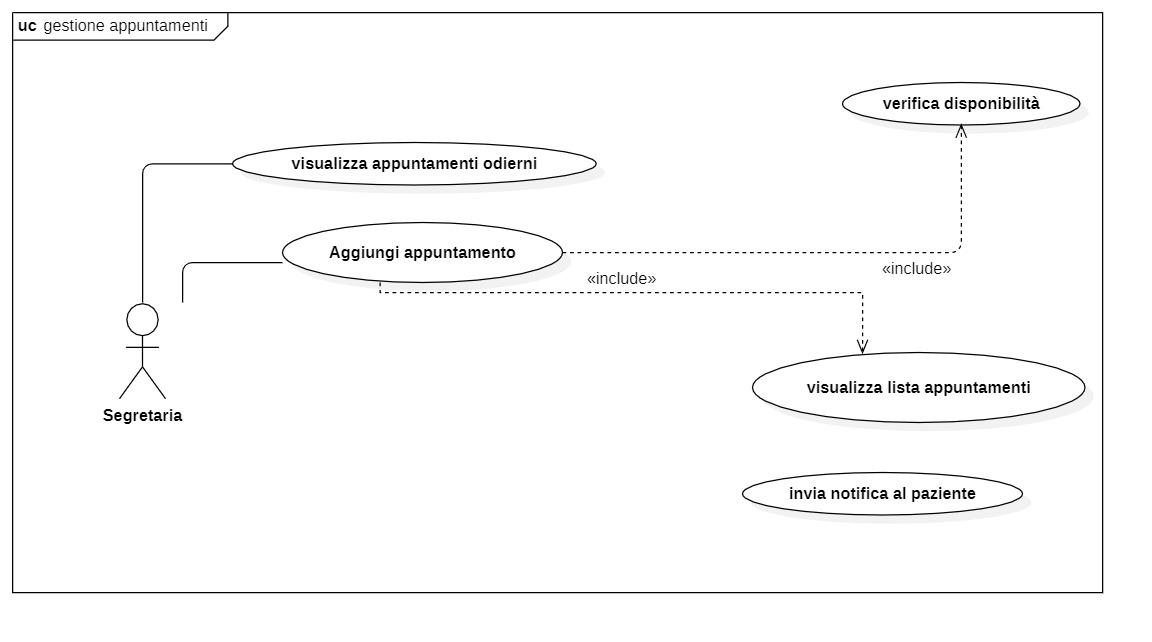 uc gestione appuntamenti
verifica disponibilità
visualizza appuntamenti odierni
Aggiungi appuntamento
«include»
«include»
visualizza lista appuntamenti
Segretaria
invia notifica al paziente